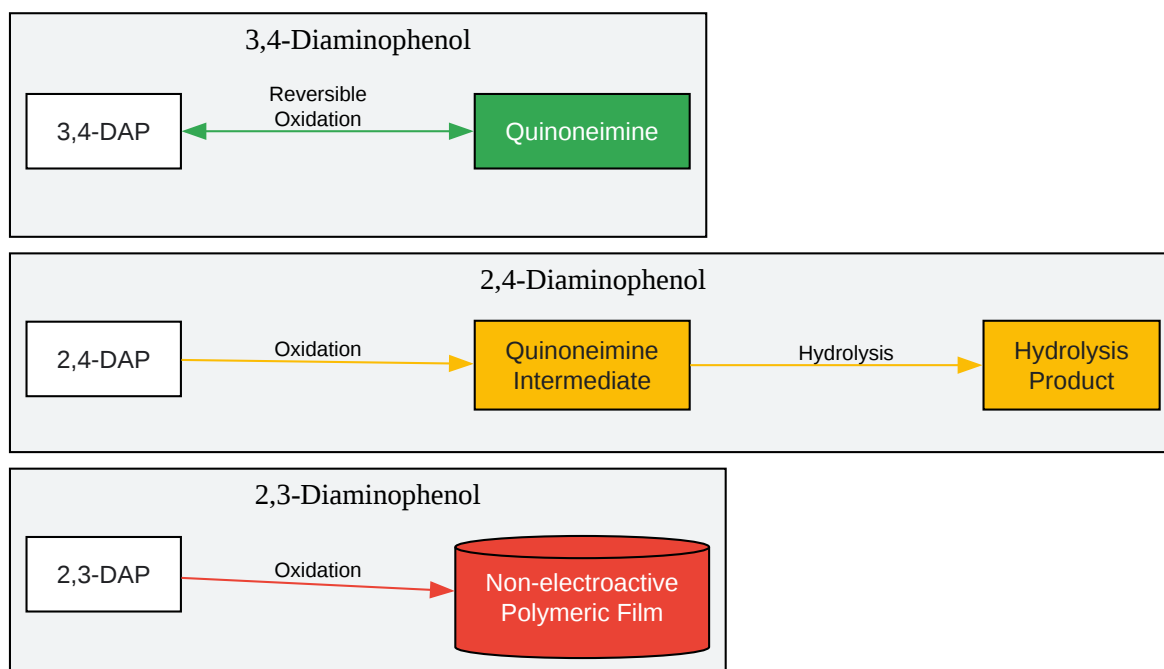 3,4-Diaminophenol
3,4-DAP
Reversible
Oxidation
Quinoneimine
2,4-Diaminophenol
2,4-DAP
Oxidation
Quinoneimine
Intermediate
Hydrolysis
Hydrolysis
Product
2,3-Diaminophenol
2,3-DAP
Oxidation
Non-electroactive
Polymeric Film